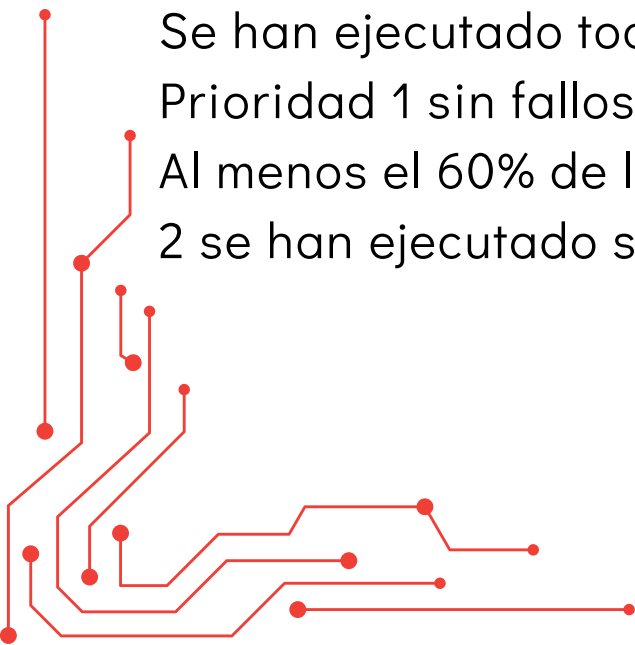 Se han ejecutado
Prioridad 1 sin fallos
Al menos el 60% de
2 se han ejecutado